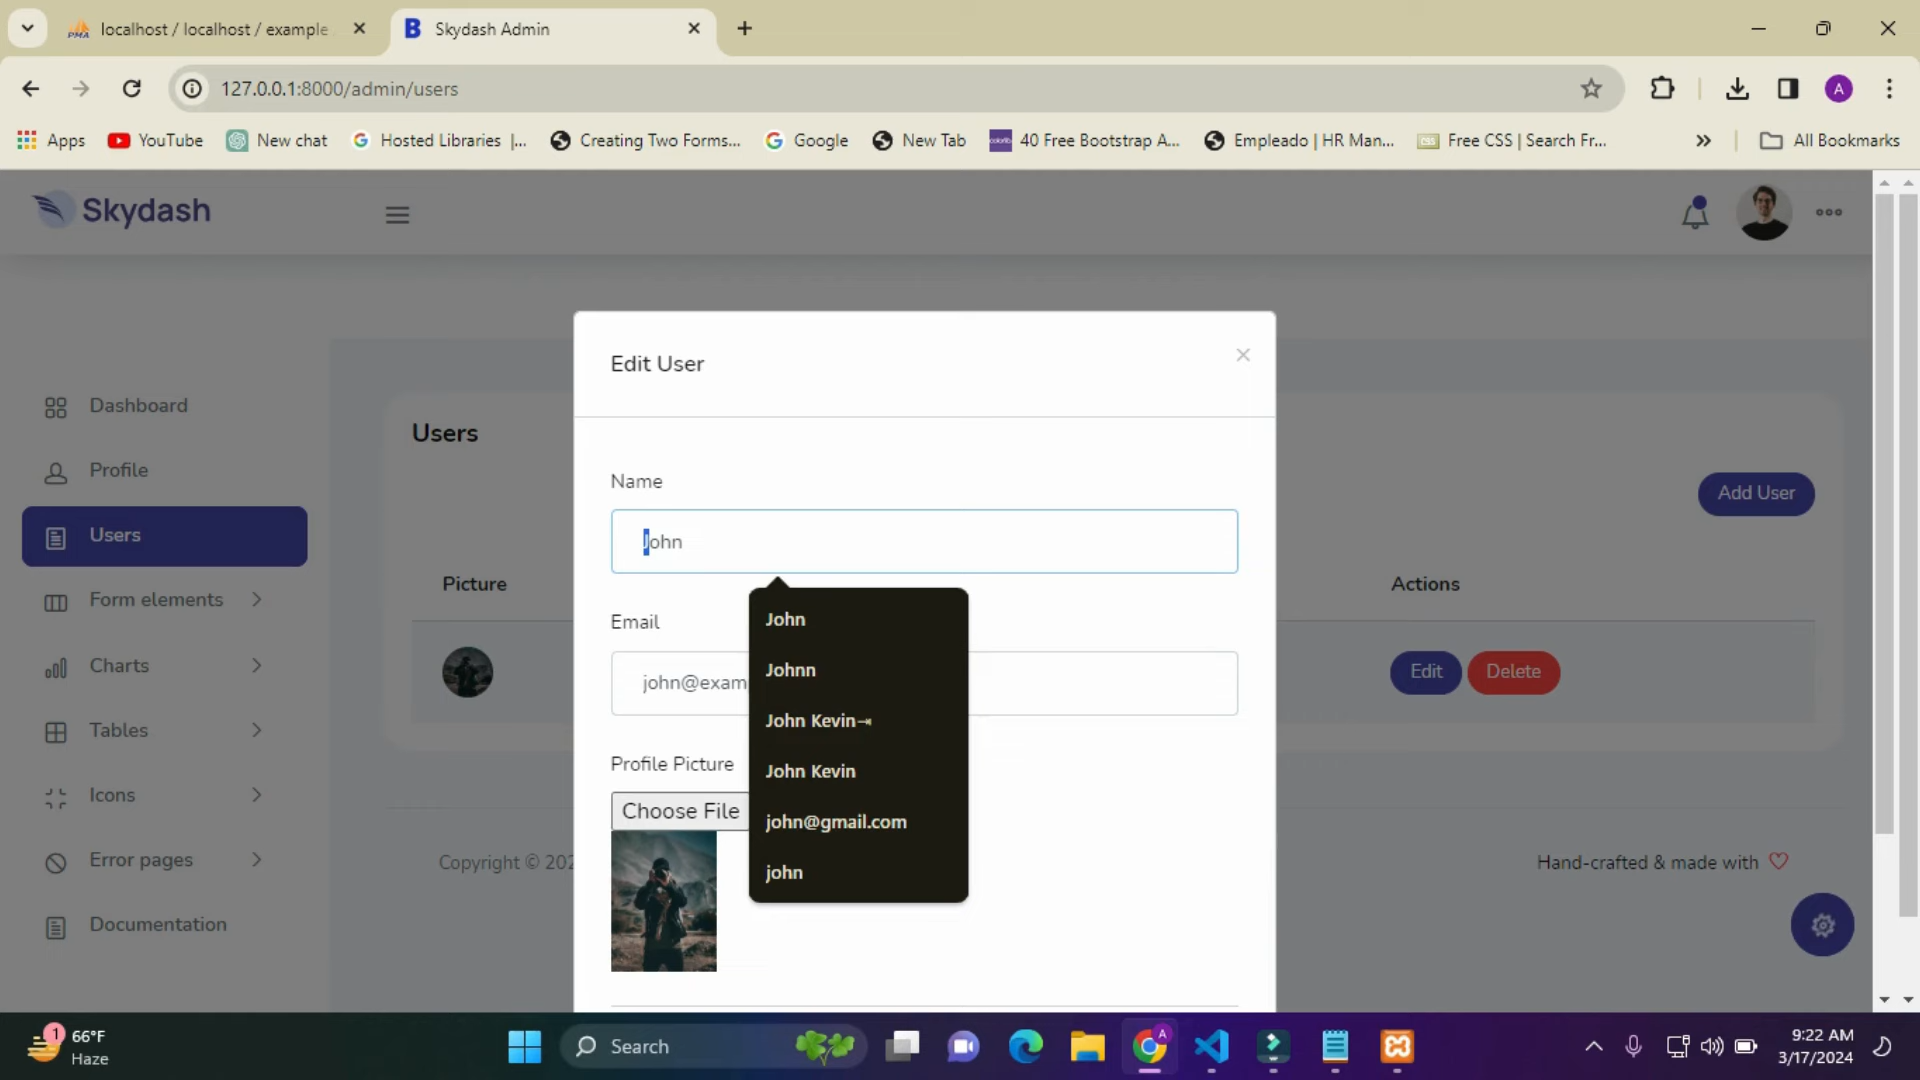 localhost / localhost / example
Skydash Admin
127.0.0.1:8000/admin/users
A
Apps
YouTube
New chat
Hosted Libraries |...
Creating Two Forms...
Google
New Tab
40 Free Bootstrap A...
Empleado | HR Man...
Free CSS | Search Fr...
All Bookmarks
Skydash
Edit User
Dashboard
Users
Profile
Name
Add User
Users
John
Picture
Actions
Form elements
John
Email
Charts
Johnn
john@exam
Edit
Delete
John Kevin⇥
Tables
Profile Picture
John Kevin
Icons
Choose File
john@gmail.com
Error pages
Copyright © 202
john
Hand-crafted & made with
Documentation
1
66°F
Haze
Search
A
9:22 AM
3/17/2024